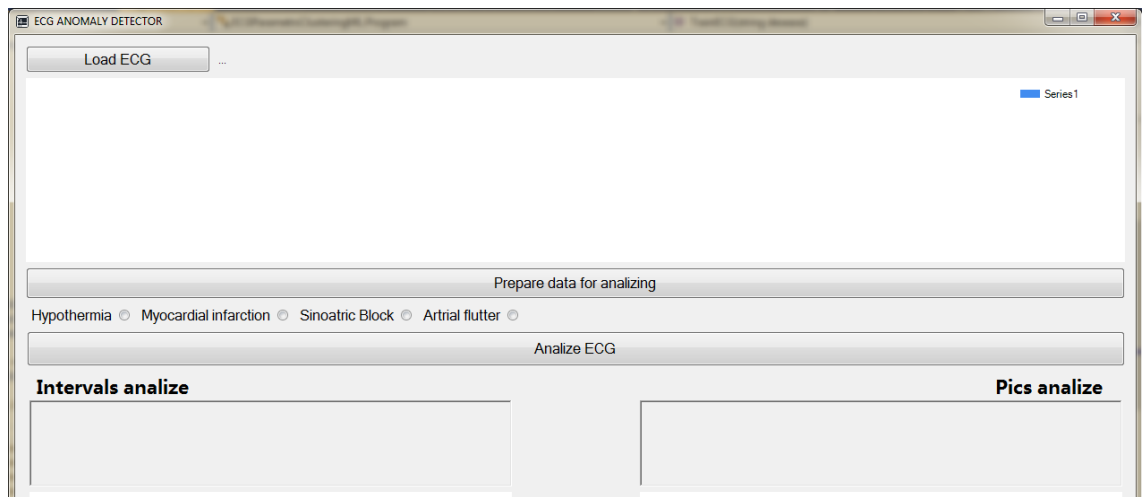 ECG ANOMALY DETECTOR
Load ECG ...
Series1
Prepare data for analizing
Hypothermia Myocardial infarction Sinoatric Block Artrial flutter
Analize ECG
Intervals analize Pics analize